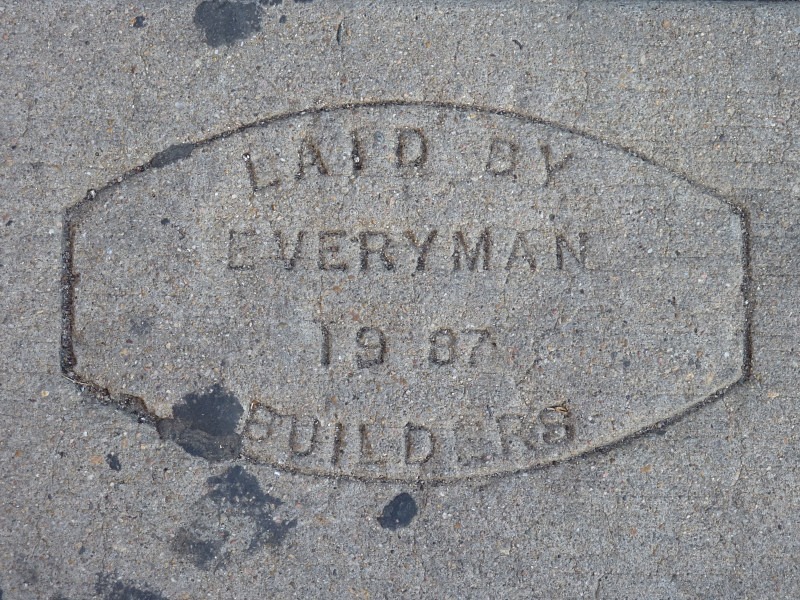 LAID BY
EVERYMAN
19 87
BUILDERS